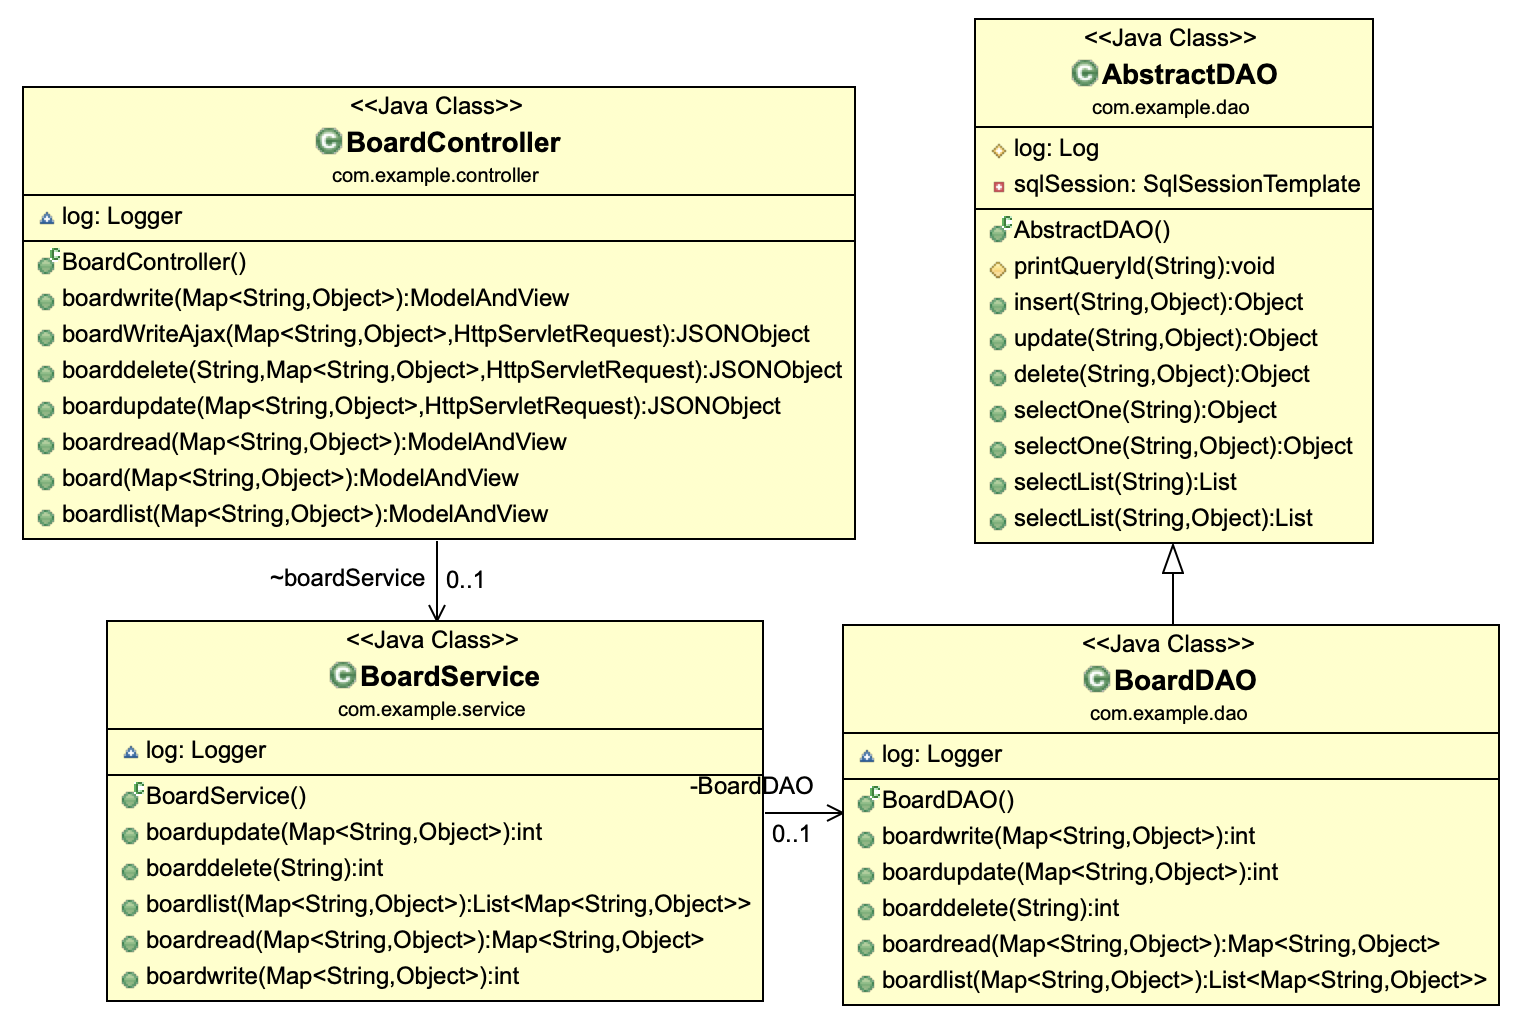 <<Java Class>>
BoardController
com.example.controller
log: Logger
BoardController()
boardwrite(Map<String,Object>):ModelAndView
boardWriteAjax(Map<String,Object>,HttpServletRequest):JSONObject
boarddelete(String,Map<String,Object>,HttpServletRequest):JSONObject
boardupdate(Map<String,Object>,HttpServletRequest):JSONObject
boardread(Map<String,Object>):ModelAndView
board(Map<String,Object>):ModelAndView
boardlist(Map<String,Object>):ModelAndView
<<Java Class>>
AbstractDAO
com.example.dao
log: Log
sqlSession: SqlSessionTemplate
AbstractDAO()
printQueryId(String):void
insert(String,Object):Object
update(String,Object):Object
delete(String,Object):Object
selectOne(String):Object
selectOne(String,Object):Object
selectList(String):List
selectList(String,Object):List
~boardService 0..1
<<Java Class>>
BoardService
com.example.service
log: Logger
BoardService()
boardupdate(Map<String,Object>):int
boarddelete(String):int
boardlist(Map<String,Object>):List<Map<String,Object>>
boardread(Map<String,Object>):Map<String,Object>
boardwrite(Map<String,Object>):int
-BoardDAO
0..1
<<Java Class>>
BoardDAO
com.example.dao
log: Logger
BoardDAO()
boardwrite(Map<String,Object>):int
boardupdate(Map<String,Object>):int
boarddelete(String):int
boardread(Map<String,Object>):Map<String,Object>
boardlist(Map<String,Object>):List<Map<String,Object>>